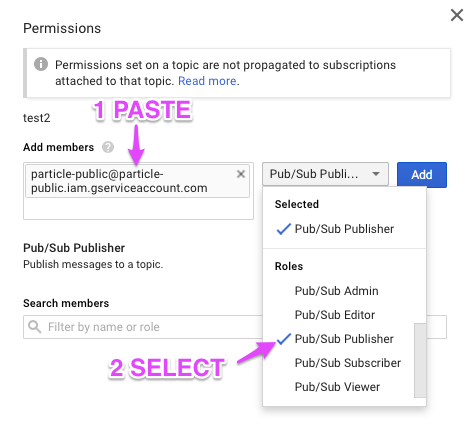 Permissions
Permissions set on a topic are not propagated to subscriptions
attached to that topic. Read more.
test2
1 PASTE
Add members
particle-public@particle-
public.iam.gserviceaccount.com
Pub/Sub Publi...
Add
Selected
Pub/Sub Publisher
Pub/Sub Publisher
Publish messages to a topic.
Roles
Pub/Sub Admin
Pub/Sub Editor
Pub/Sub Publisher
Pub/Sub Subscriber
Pub/Sub Viewer
Search members
Filter by name or role
2 SELECT